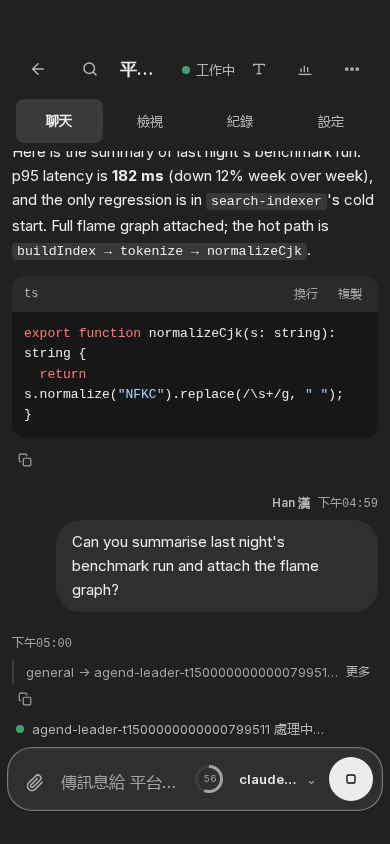 平… 工作中
聊天 檢視 紀錄 設定
Here is the summary of last night's benchmark run.
p95 latency is 182 ms (down 12% week over week),
and the only regression is in search-indexer's cold
start. Full flame graph attached; the hot path is
buildIndex → tokenize → normalizeCjk.
ts 換行 複製
export function normalizeCjk(s: string):
string {
  return
s.normalize("NFKC").replace(/\s+/g, " ");
}
Han 漢 下午04:59
Can you summarise last night's
benchmark run and attach the flame
graph?
下午05:00
general → agend-leader-t1500000000000079951… 更多
agend-leader-t1500000000000799511 處理中…
傳訊息給 平台… 56 claude…